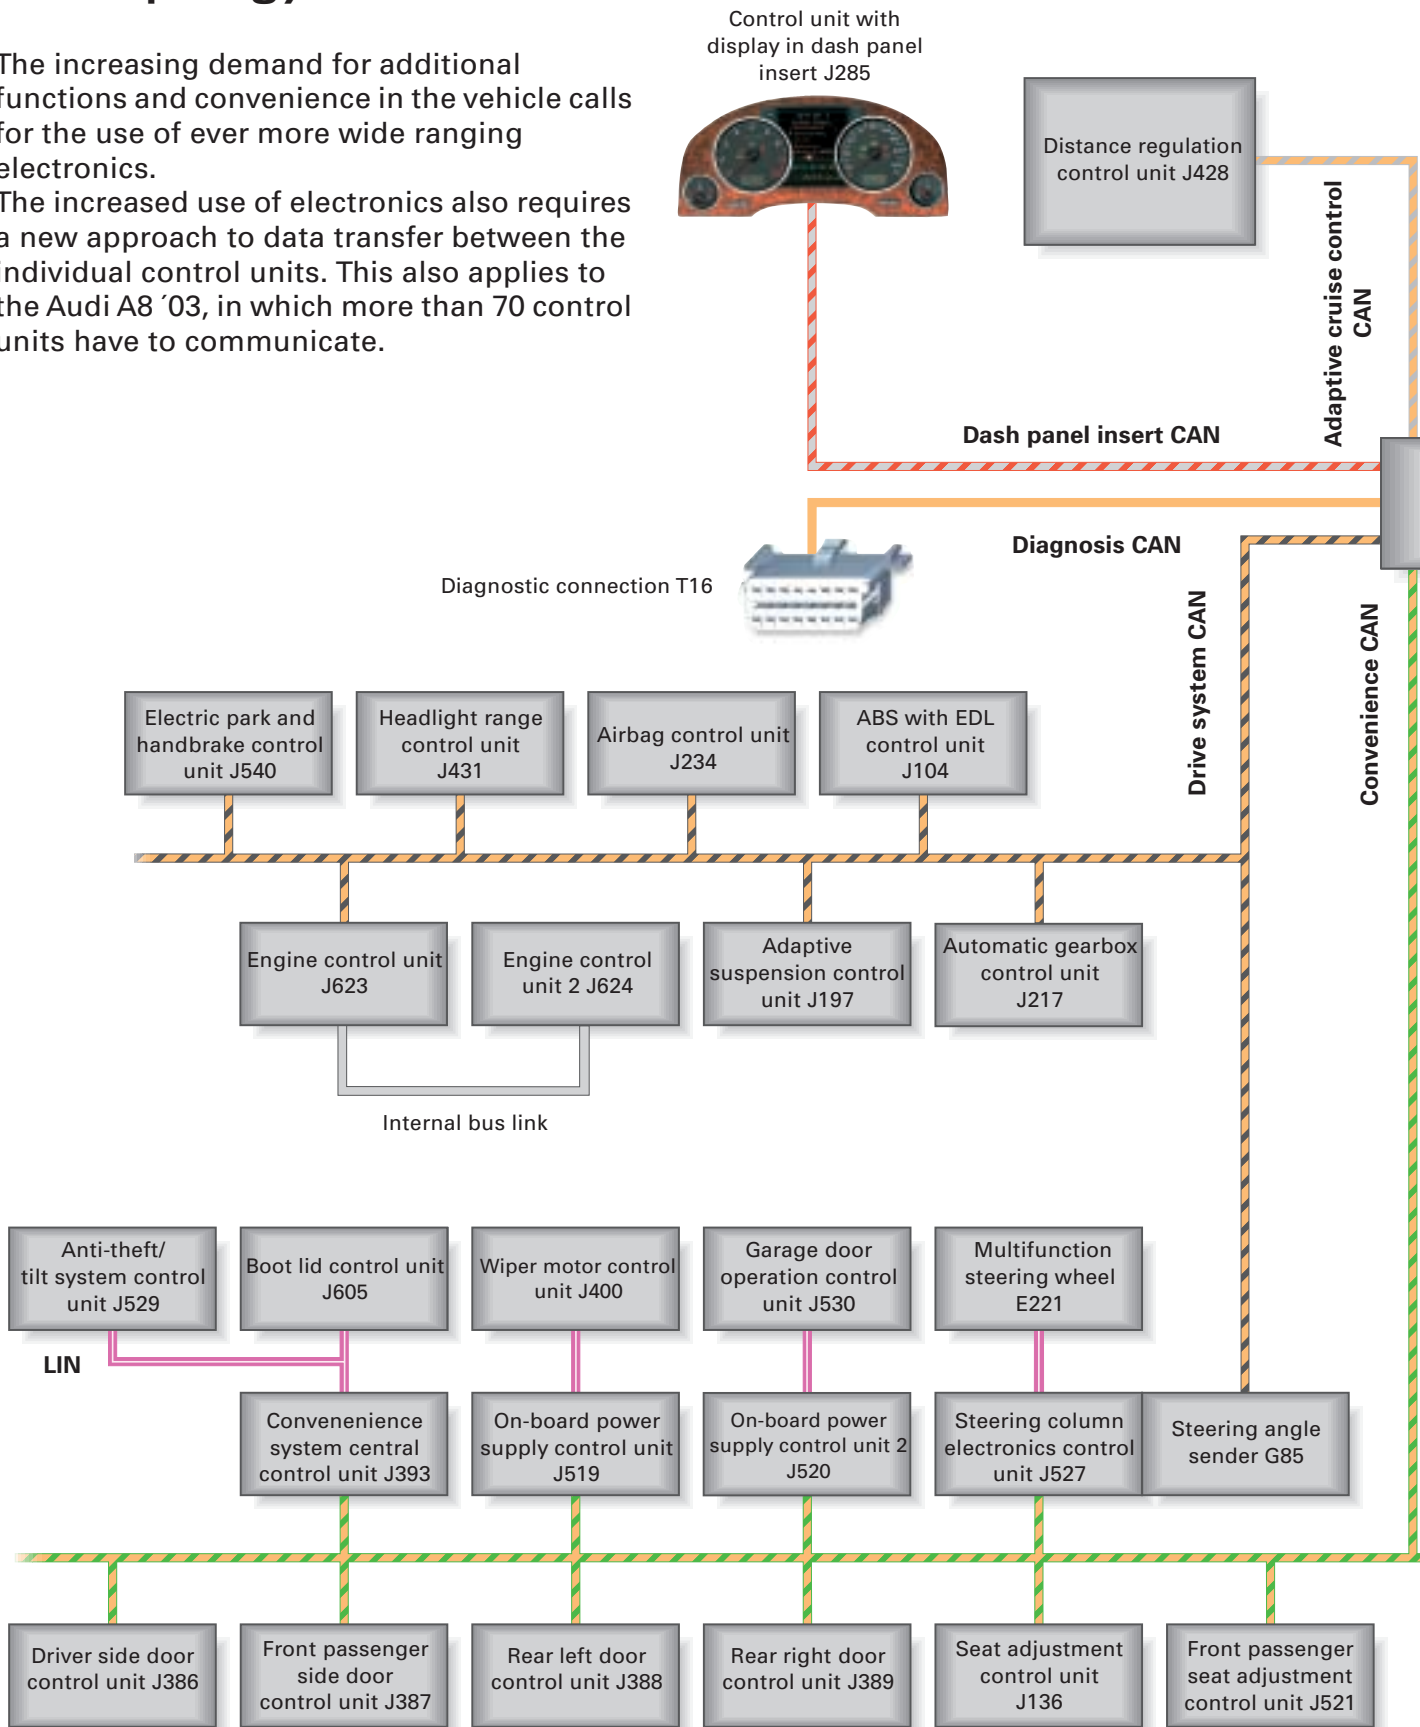 The increasing demand for additional
functions and convenience in the vehicle calls
for the use of ever more wide ranging
electronics.
The increased use of electronics also requires
a new approach to data transfer between the
individual control units. This also applies to
the Audi A8 ´03, in which more than 70 control
units have to communicate.
Control unit with
display in dash panel
insert J285
Distance regulation
control unit J428
Adaptive cruise control
CAN
Dash panel insert CAN
Diagnosis CAN
Diagnostic connection T16
Drive system CAN
Convenience CAN
Electric park and
handbrake control
unit J540
Headlight range
control unit
J431
Airbag control unit
J234
ABS with EDL
control unit
J104
Engine control unit
J623
Engine control
unit 2 J624
Adaptive
suspension control
unit J197
Automatic gearbox
control unit
J217
Internal bus link
Anti-theft/
tilt system control
unit J529
Boot lid control unit
J605
Wiper motor control
unit J400
Garage door
operation control
unit J530
Multifunction
steering wheel
E221
LIN
Convenenience
system central
control unit J393
On-board power
supply control unit
J519
On-board power
supply control unit 2
J520
Steering column
electronics control
unit J527
Steering angle
sender G85
Driver side door
control unit J386
Front passenger
side door
control unit J387
Rear left door
control unit J388
Rear right door
control unit J389
Seat adjustment
control unit
J136
Front passenger
seat adjustment
control unit J521